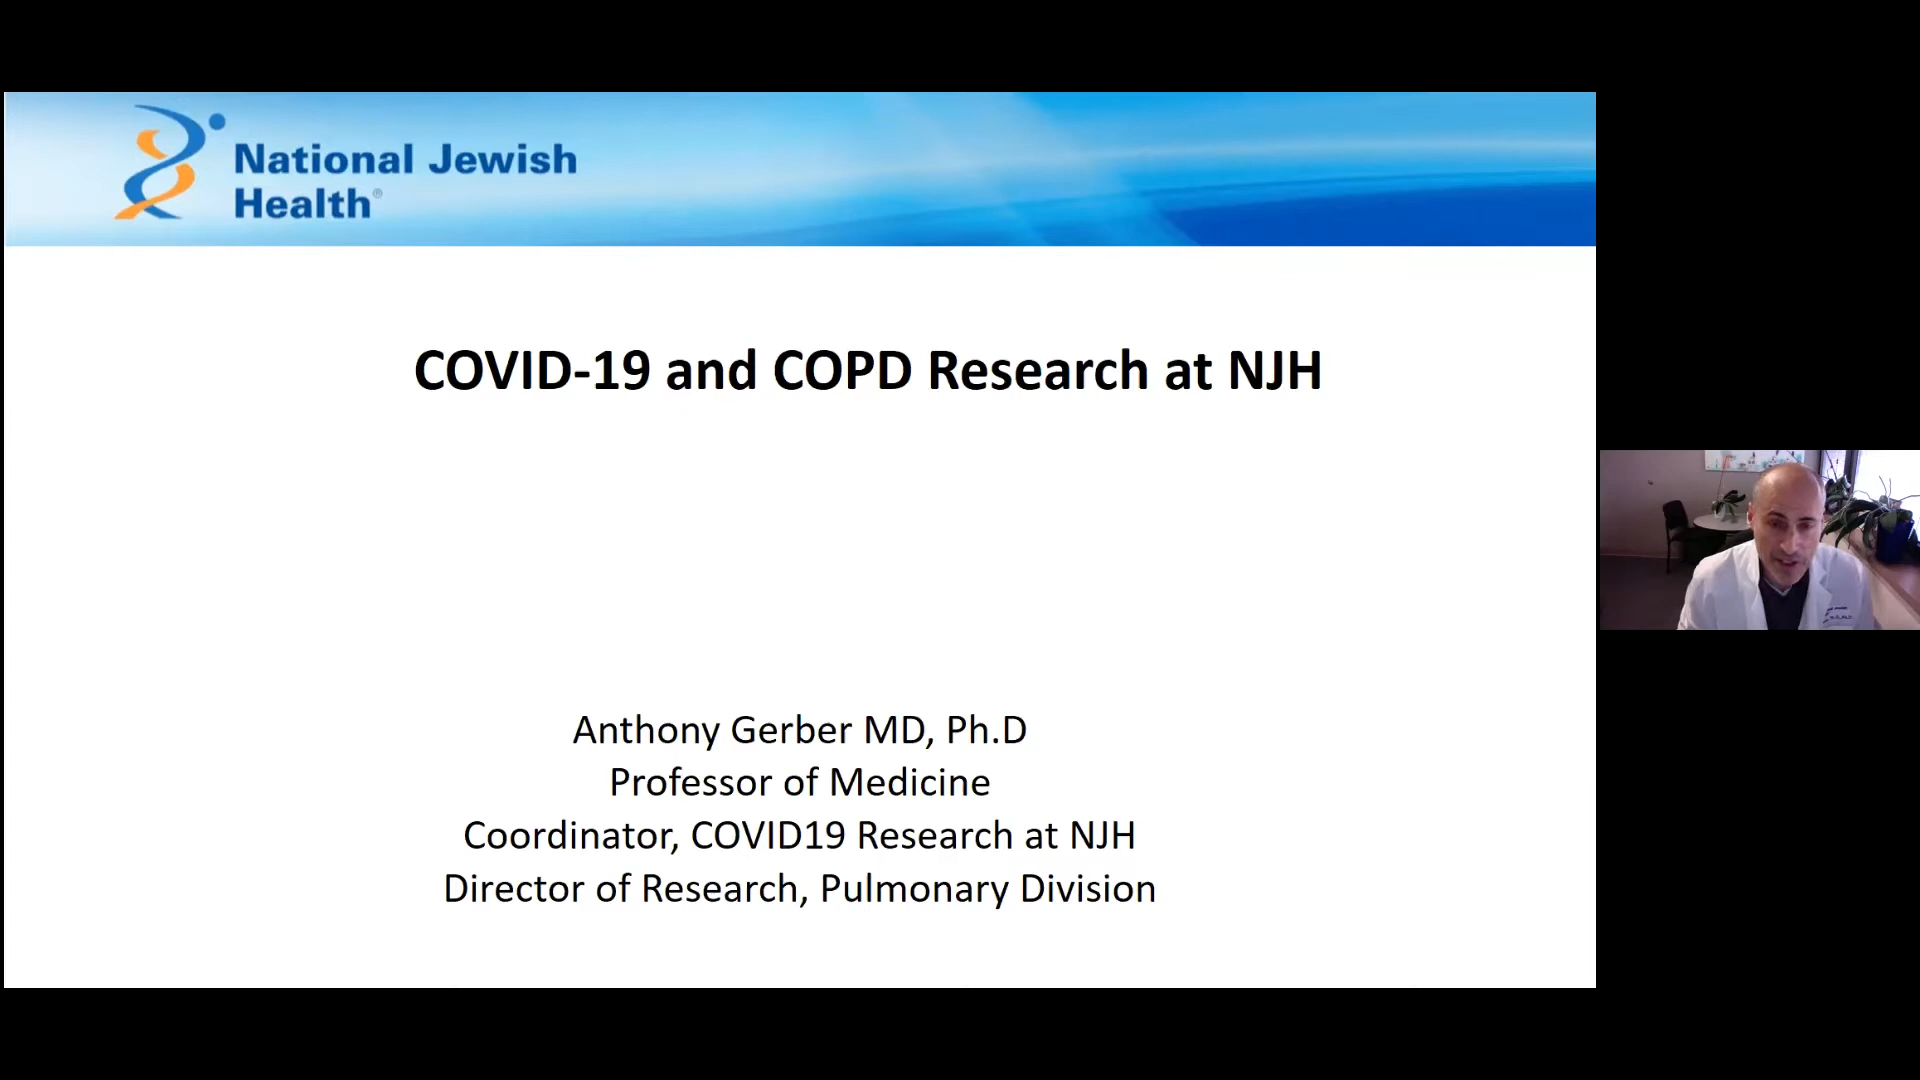 National Jewish
Health®
COVID-19 and COPD Research at NJH
Anthony Gerber MD, Ph.D
Professor of Medicine
Coordinator, COVID19 Research at NJH
Director of Research, Pulmonary Division